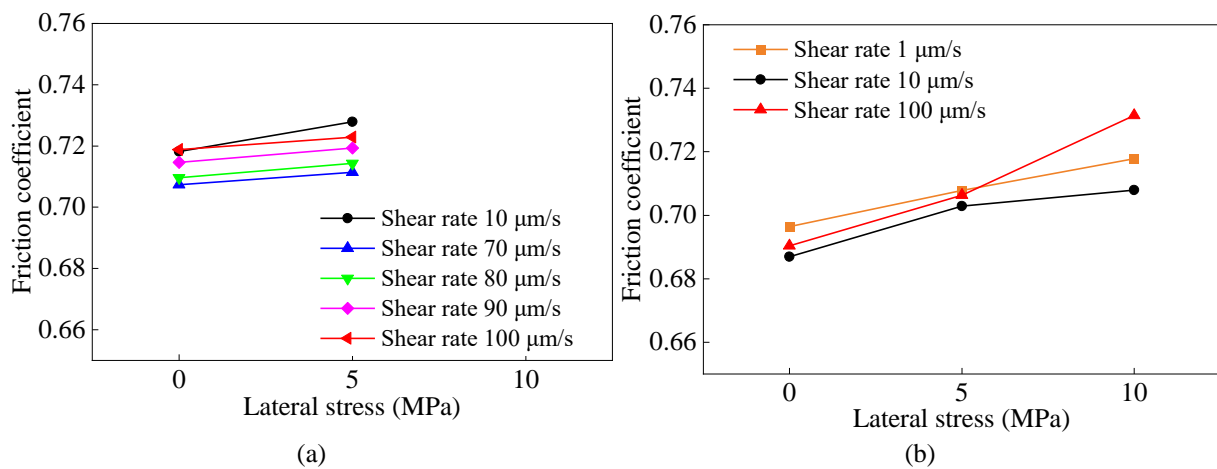 0.76
0.74
0.72
0.70
0.68
0.66
Friction coefficient
Shear rate 10 μm/s
Shear rate 70 μm/s
Shear rate 80 μm/s
Shear rate 90 μm/s
Shear rate 100 μm/s
0 5 10
Lateral stress (MPa)
(a)
0.76
0.74
0.72
0.70
0.68
0.66
Friction coefficient
Shear rate 1 μm/s
Shear rate 10 μm/s
Shear rate 100 μm/s
0 5 10
Lateral stress (MPa)
(b)